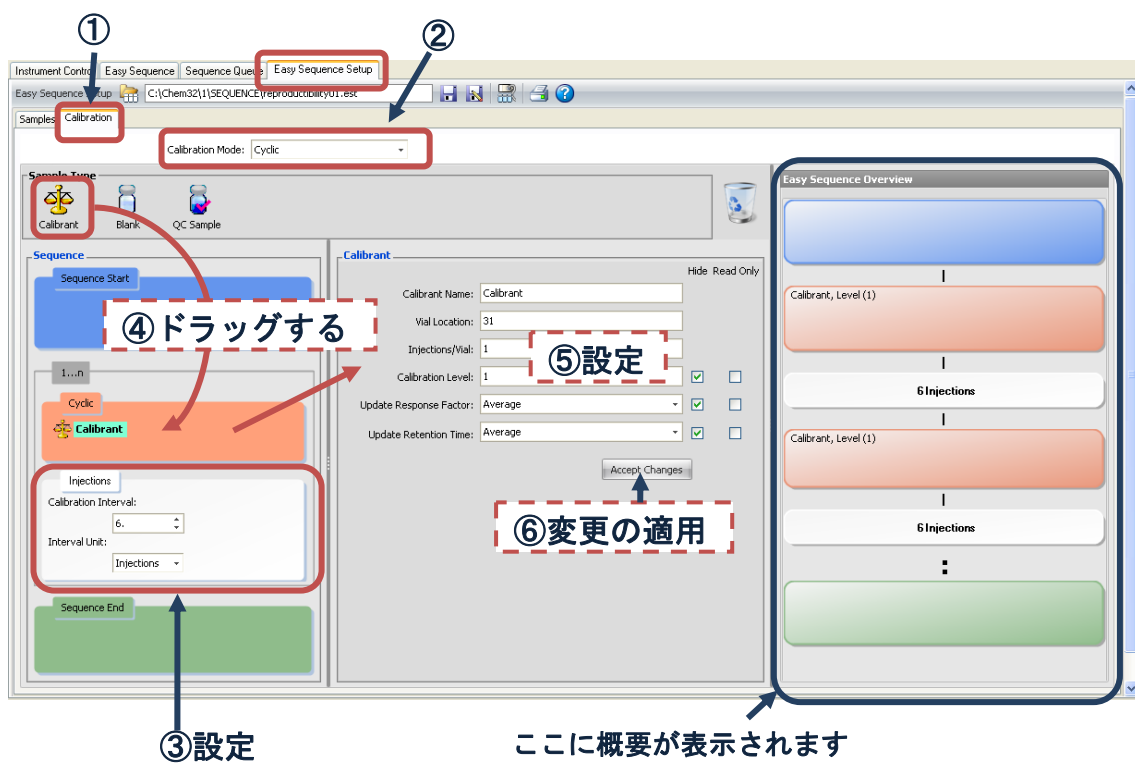 ①
②
Instrument Control Easy Sequence Sequence Queue Easy Sequence Setup
Easy Sequence Setup C:\Chem32\1\SEQUENCE\reproductibility01.est
Samples Calibration
Calibration Mode: Cyclic
Sample Type
Calibrant Blank QC Sample
Sequence
Sequence Start
④ドラッグする
1...n
Cyclic
Calibrant
Injections
Calibration Interval:
6.
Interval Unit:
Injections
Sequence End
③設定
Calibrant
Hide Read Only
Calibrant Name: Calibrant
Vial Location: 31
Injections/Vial: 1
⑤設定
Calibration Level: 1
Update Response Factor: Average
Update Retention Time: Average
Accept Changes
⑥変更の適用
Easy Sequence Overview
Calibrant, Level (1)
6 Injections
Calibrant, Level (1)
6 Injections
:
ここに概要が表示されます